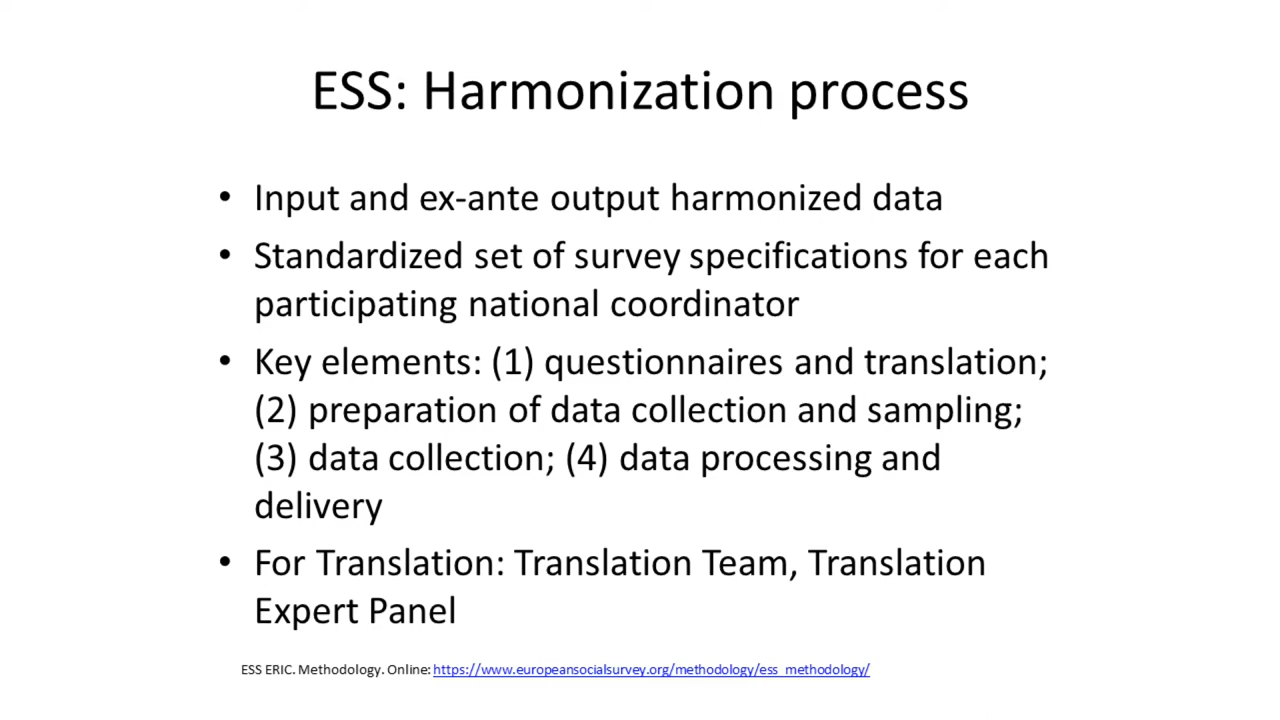 ESS: Harmonization process
• Input and ex-ante output harmonized data
• Standardized set of survey specifications for each
participating national coordinator
• Key elements: (1) questionnaires and translation;
(2) preparation of data collection and sampling;
(3) data collection; (4) data processing and
delivery
• For Translation: Translation Team, Translation
Expert Panel
ESS ERIC. Methodology. Online: https://www.europeansocialsurvey.org/methodology/ess_methodology/